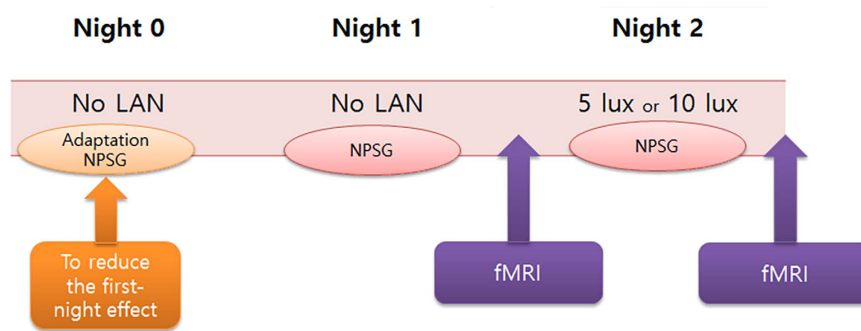 Night 0
Night 1
Night 2
No LAN
No LAN
5 lux or 10 lux
Adaptation
NPSG
NPSG
NPSG
To reduce
the first-
night effect
fMRI
fMRI